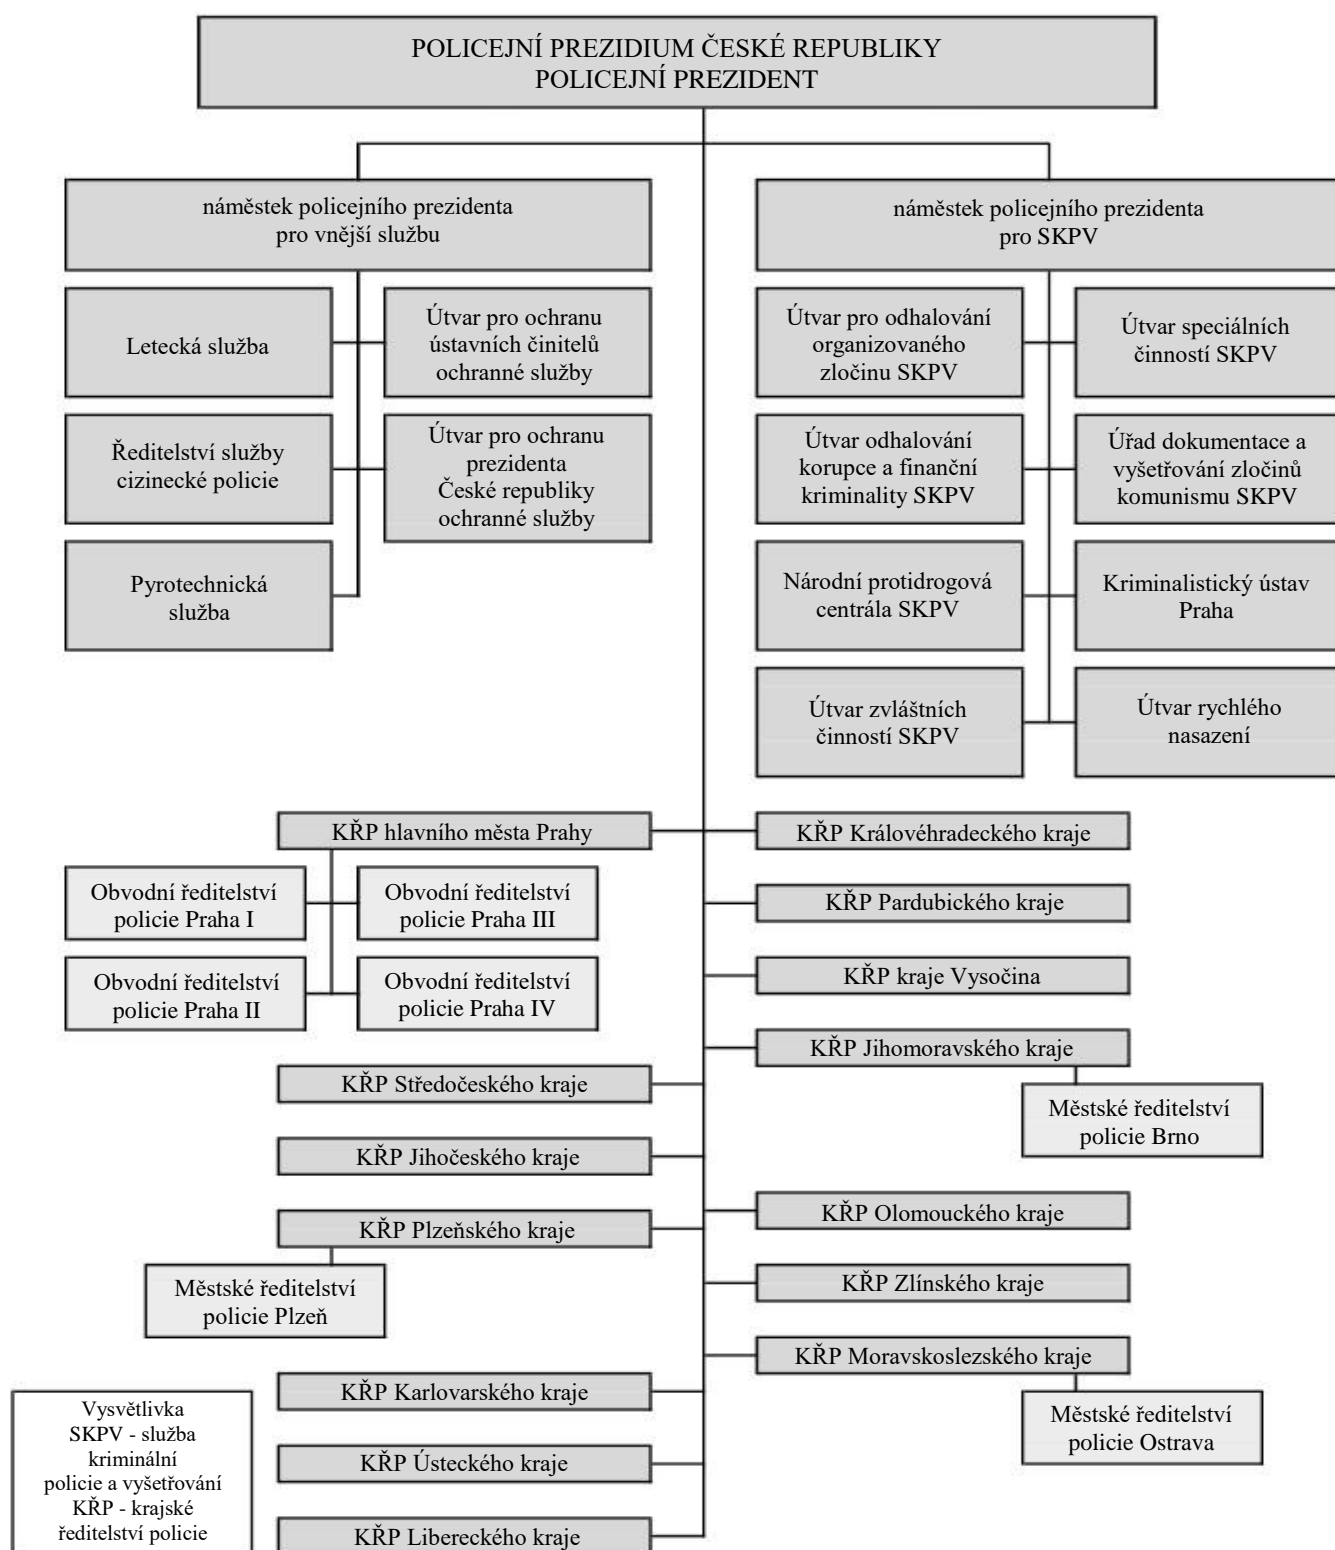 POLICEJNÍ PREZIDIUM ČESKÉ REPUBLIKY
POLICEJNÍ PREZIDENT
náměstek policejního prezidenta
pro vnější službu
náměstek policejního prezidenta
pro SKPV
Letecká služba
Útvar pro ochranu
ústavních činitelů
ochranné služby
Útvar pro odhalování
organizovaného
zločinu SKPV
Útvar speciálních
činností SKPV
Ředitelství služby
cizinecké policie
Útvar pro ochranu
prezidenta
České republiky
ochranné služby
Útvar odhalování
korupce a finanční
kriminality SKPV
Úřad dokumentace a
vyšetřování zločinů
komunismu SKPV
Pyrotechnická
služba
Národní protidrogová
centrála SKPV
Kriminalistický ústav
Praha
Útvar zvláštních
činností SKPV
Útvar rychlého
nasazení
KŘP hlavního města Prahy
KŘP Královéhradeckého kraje
Obvodní ředitelství
policie Praha I
Obvodní ředitelství
policie Praha III
KŘP Pardubického kraje
Obvodní ředitelství
policie Praha II
Obvodní ředitelství
policie Praha IV
KŘP kraje Vysočina
KŘP Jihomoravského kraje
KŘP Středočeského kraje
Městské ředitelství
policie Brno
KŘP Jihočeského kraje
KŘP Olomouckého kraje
KŘP Plzeňského kraje
Městské ředitelství
policie Plzeň
KŘP Zlínského kraje
KŘP Moravskoslezského kraje
KŘP Karlovarského kraje
Městské ředitelství
policie Ostrava
Vysvětlivka
SKPV - služba
kriminální
policie a vyšetřování
KŘP - krajské
ředitelství policie
KŘP Ústeckého kraje
KŘP Libereckého kraje